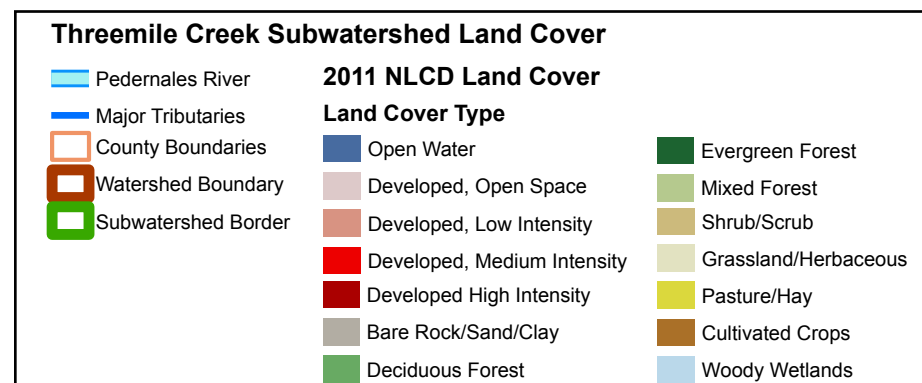 Threemile Creek Subwatershed Land Cover
Pedernales River
Major Tributaries
County Boundaries
Watershed Boundary
Subwatershed Border
2011 NLCD Land Cover
Land Cover Type
Open Water
Developed, Open Space
Developed, Low Intensity
Developed, Medium Intensity
Developed High Intensity
Bare Rock/Sand/Clay
Deciduous Forest
Evergreen Forest
Mixed Forest
Shrub/Scrub
Grassland/Herbaceous
Pasture/Hay
Cultivated Crops
Woody Wetlands